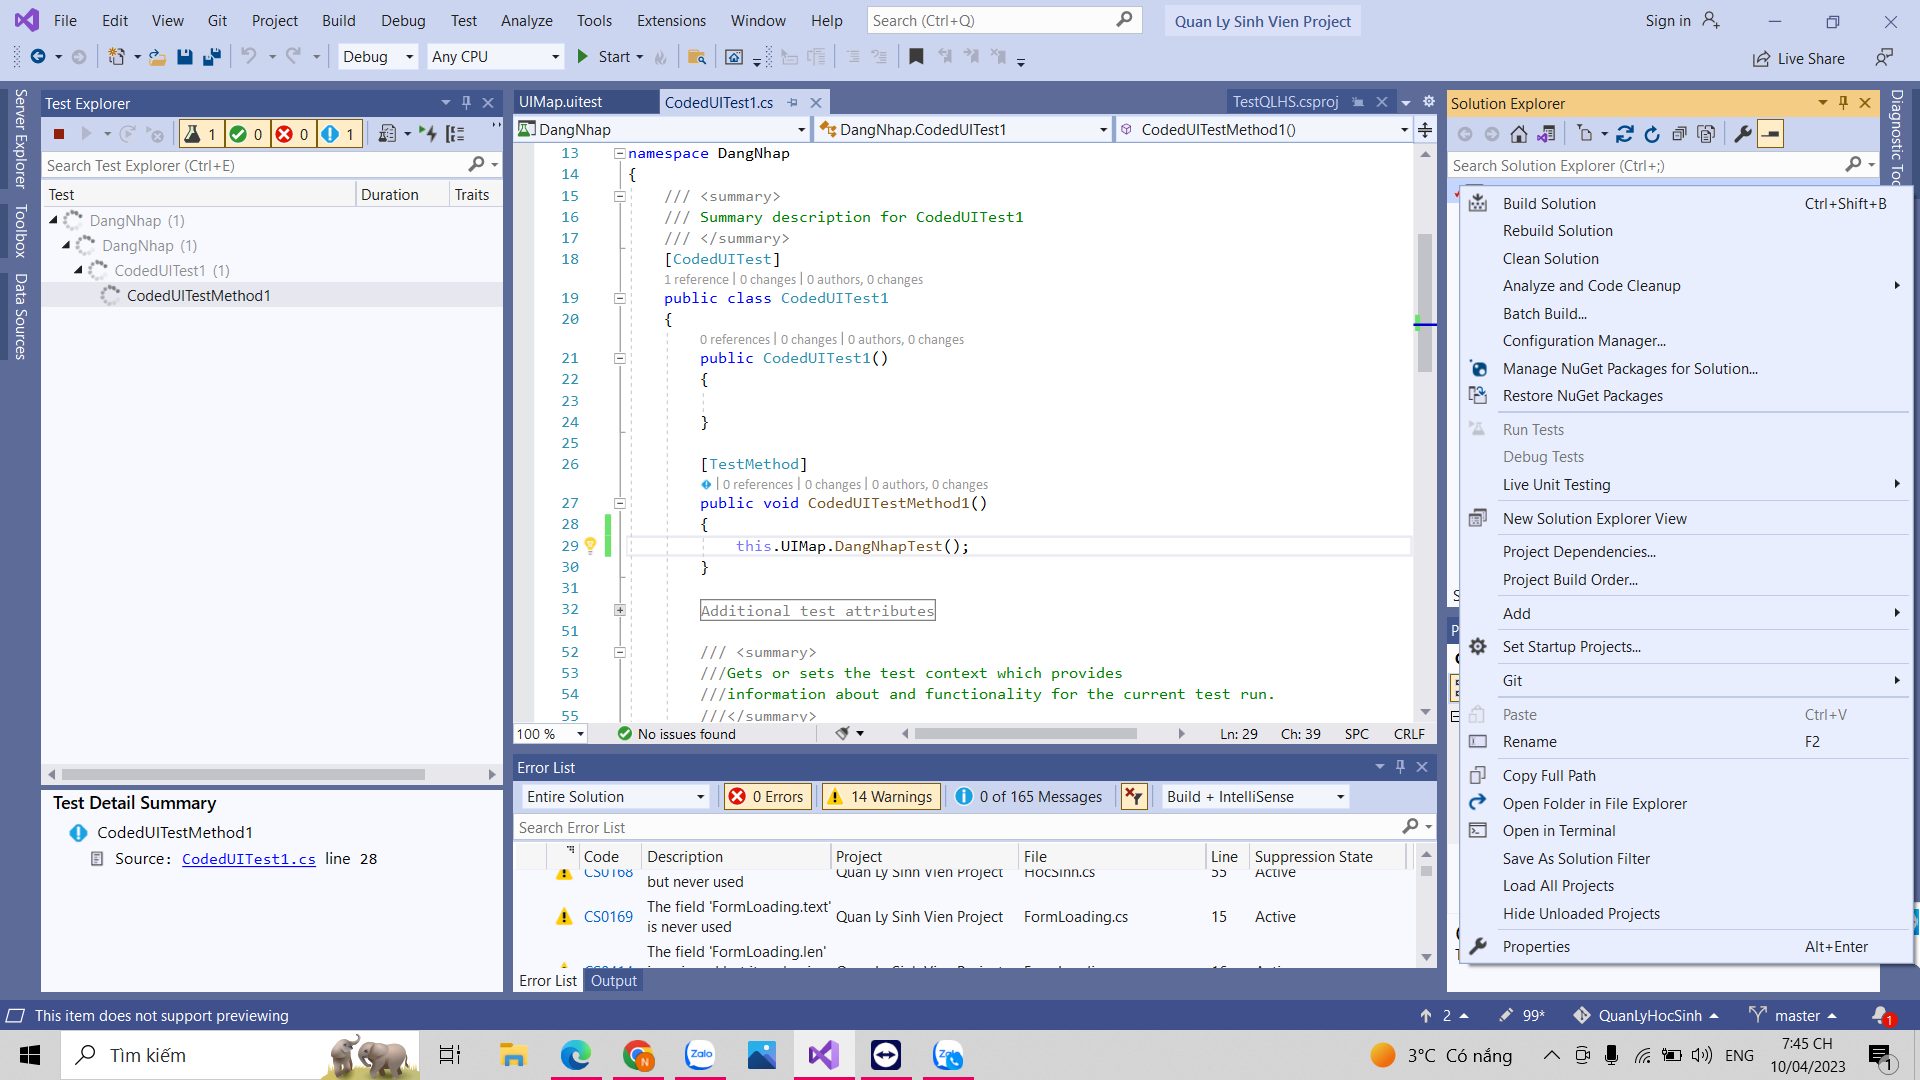 File Edit View Git Project Build Debug Test Analyze Tools Extensions Window Help Search (Ctrl+Q) Quan Ly Sinh Vien Project Sign in
Debug Any CPU Start Live Share
Server Explorer
Toolbox
Data Sources
Test Explorer
1 0 0 1
Search Test Explorer (Ctrl+E)
Test Duration Traits
DangNhap (1)
DangNhap (1)
CodedUITest1 (1)
CodedUITestMethod1
Test Detail Summary
CodedUITestMethod1
Source: CodedUITest1.cs line 28
UIMap.uitest CodedUITest1.cs TestQLHS.csproj
DangNhap DangNhap.CodedUITest1 CodedUITestMethod1()
13 namespace DangNhap
14 {
15 /// <summary>
16 /// Summary description for CodedUITest1
17 /// </summary>
18 [CodedUITest]
1 reference | 0 changes | 0 authors, 0 changes
19 public class CodedUITest1
20 {
0 references | 0 changes | 0 authors, 0 changes
21 public CodedUITest1()
22 {
23
24 }
25
26 [TestMethod]
| 0 references | 0 changes | 0 authors, 0 changes
27 public void CodedUITestMethod1()
28 {
29 this.UIMap.DangNhapTest();
30 }
31
32 Additional test attributes
51
52 /// <summary>
53 ///Gets or sets the test context which provides
54 ///information about and functionality for the current test run.
55 ///</summary>
100 % No issues found Ln: 29 Ch: 39 SPC CRLF
Error List
Entire Solution 0 Errors 14 Warnings 0 of 165 Messages Build + IntelliSense
Search Error List
Code Description Project File Line Suppression State
CS0168 but never used Quan Ly Sinh Vien Project HocSinh.cs 55 Active
CS0169 The field 'FormLoading.text' is never used Quan Ly Sinh Vien Project FormLoading.cs 15 Active
The field 'FormLoading.len'
Error List Output
Solution Explorer
Search Solution Explorer (Ctrl+;)
Build Solution Ctrl+Shift+B
Rebuild Solution
Clean Solution
Analyze and Code Cleanup
Batch Build...
Configuration Manager...
Manage NuGet Packages for Solution...
Restore NuGet Packages
Run Tests
Debug Tests
Live Unit Testing
New Solution Explorer View
Project Dependencies...
Project Build Order...
Add
Set Startup Projects...
Git
Paste Ctrl+V
Rename F2
Copy Full Path
Open Folder in File Explorer
Open in Terminal
Save As Solution Filter
Load All Projects
Hide Unloaded Projects
Properties Alt+Enter
Diagnostic
This item does not support previewing 2 99* QuanLyHocSinh master 1
Tìm kiếm Zalo Zalo 3°C Có nắng ENG 7:45 CH
10/04/2023 1